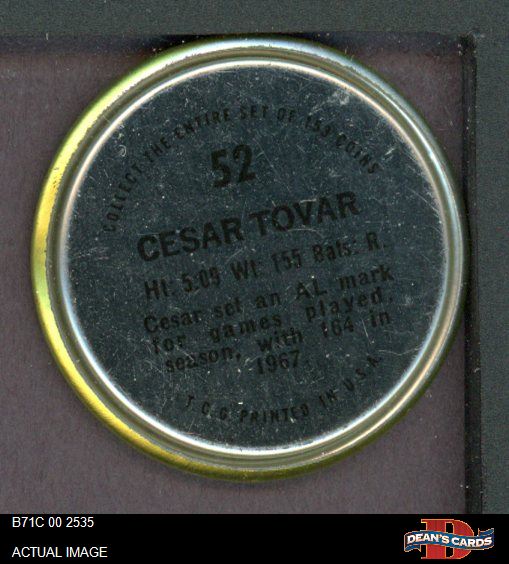 COLLECT THE ENTIRE SET OF 153 COINS
52
CESAR TOVAR
Ht: 5:09 Wt: 155 Bats: R.
Cesar set an AL mark
for games played,
season, with 164 in
1967.
T.C.G. PRINTED IN U.S.A.
B71C 00 2535
ACTUAL IMAGE
D
DEAN'S CARDS